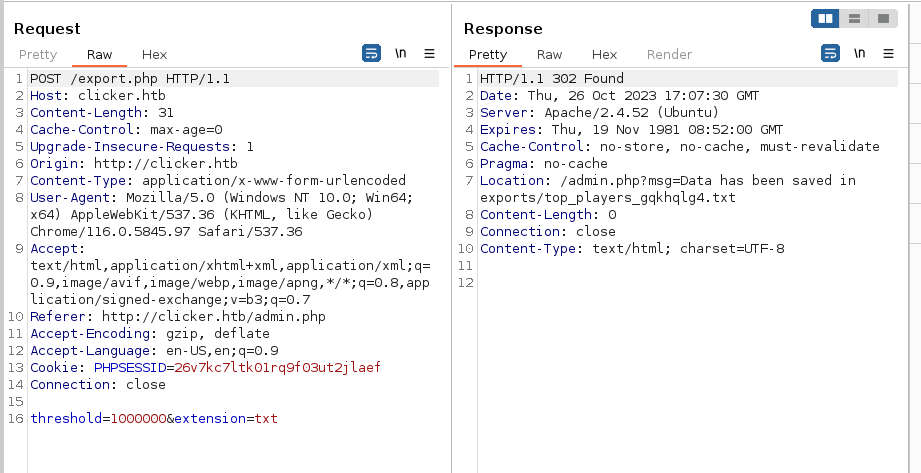 Request
Pretty Raw Hex \n
1 POST /export.php HTTP/1.1
2 Host: clicker.htb
3 Content-Length: 31
4 Cache-Control: max-age=0
5 Upgrade-Insecure-Requests: 1
6 Origin: http://clicker.htb
7 Content-Type: application/x-www-form-urlencoded
8 User-Agent: Mozilla/5.0 (Windows NT 10.0; Win64;
x64) AppleWebKit/537.36 (KHTML, like Gecko)
Chrome/116.0.5845.97 Safari/537.36
9 Accept:
text/html,application/xhtml+xml,application/xml;q=
0.9,image/avif,image/webp,image/apng,*/*;q=0.8,app
lication/signed-exchange;v=b3;q=0.7
10 Referer: http://clicker.htb/admin.php
11 Accept-Encoding: gzip, deflate
12 Accept-Language: en-US,en;q=0.9
13 Cookie: PHPSESSID=26v7kc7ltk01rq9f03ut2jlaef
14 Connection: close
15
16 threshold=1000000&extension=txt
Response
Pretty Raw Hex Render \n
1 HTTP/1.1 302 Found
2 Date: Thu, 26 Oct 2023 17:07:30 GMT
3 Server: Apache/2.4.52 (Ubuntu)
4 Expires: Thu, 19 Nov 1981 08:52:00 GMT
5 Cache-Control: no-store, no-cache, must-revalidate
6 Pragma: no-cache
7 Location: /admin.php?msg=Data has been saved in
exports/top_players_gqkhqlg4.txt
8 Content-Length: 0
9 Connection: close
10 Content-Type: text/html; charset=UTF-8
11
12